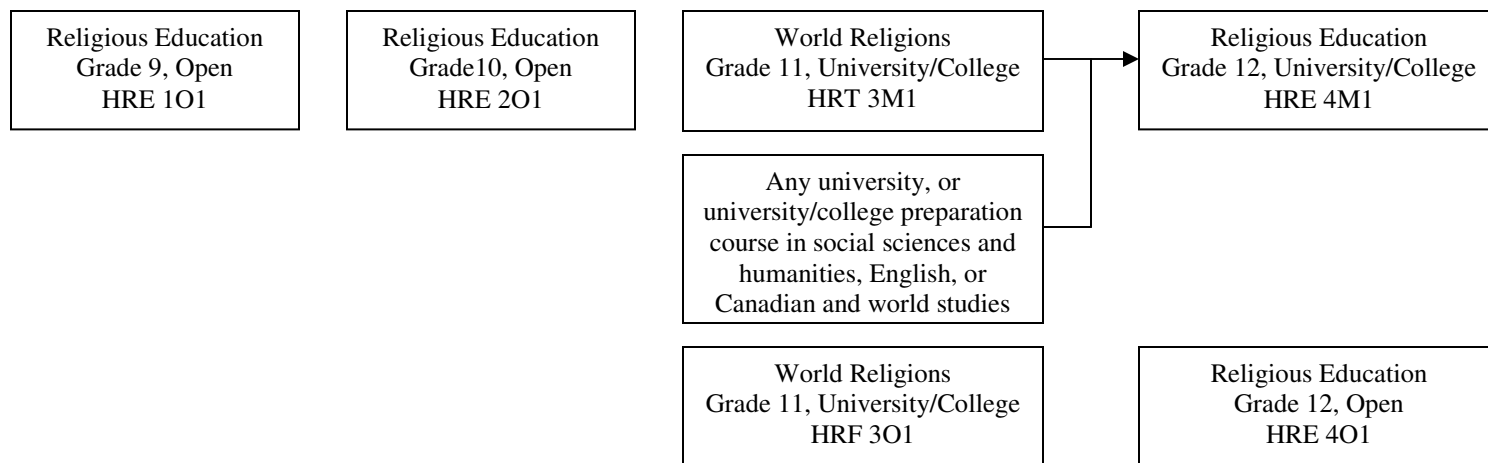 Religious Education
Grade 9, Open
HRE 1O1
Religious Education
Grade10, Open
HRE 2O1
World Religions
Grade 11, University/College
HRT 3M1
Religious Education
Grade 12, University/College
HRE 4M1
Any university, or
university/college preparation
course in social sciences and
humanities, English, or
Canadian and world studies
World Religions
Grade 11, University/College
HRF 3O1
Religious Education
Grade 12, Open
HRE 4O1